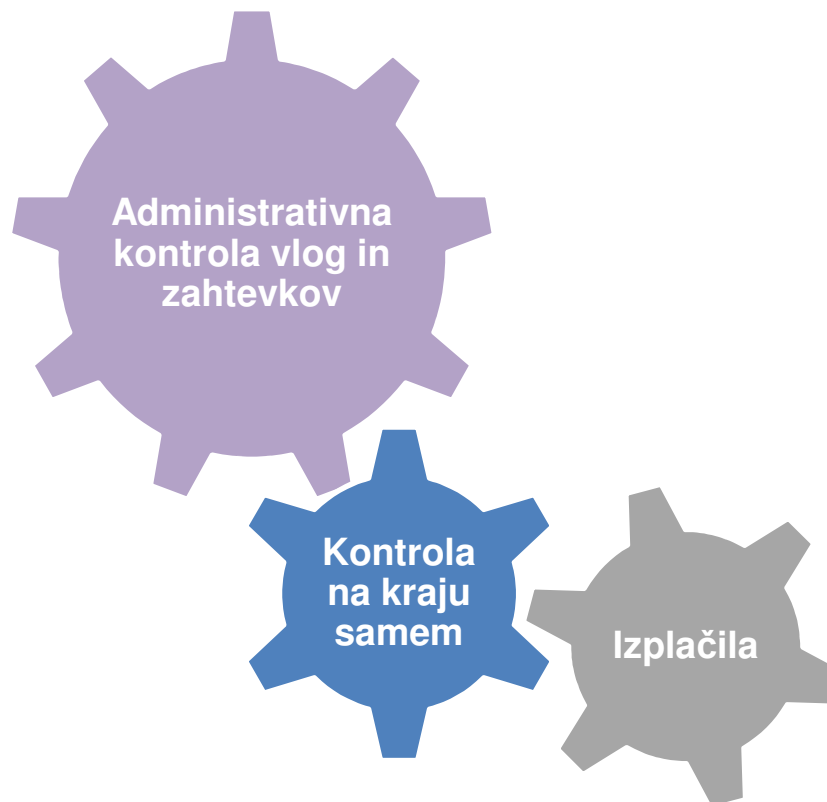 Administrativna
kontrola vlog in
zahtevkov
Kontrola
na kraju
samem
Izplačila